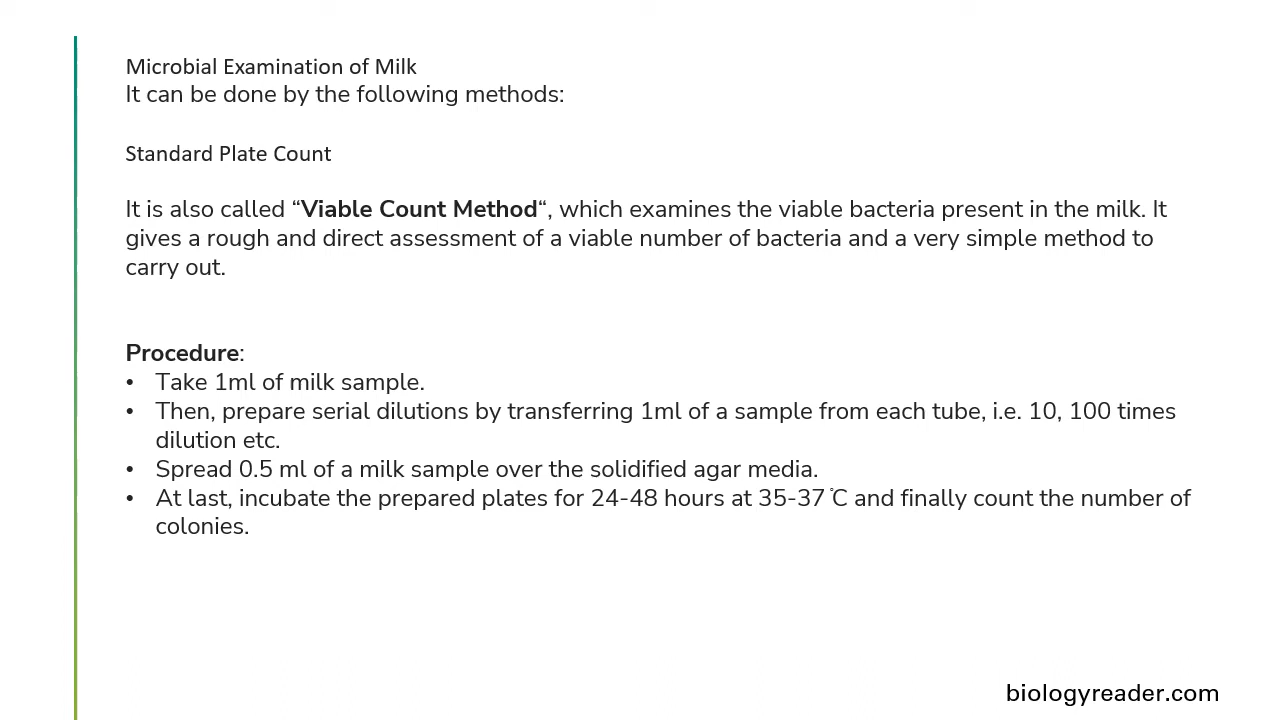 Microbial Examination of Milk
It can be done by the following methods:
Standard Plate Count
It is also called “Viable Count Method“, which examines the viable bacteria present in the milk. It
gives a rough and direct assessment of a viable number of bacteria and a very simple method to
carry out.
Procedure:
• Take 1ml of milk sample.
• Then, prepare serial dilutions by transferring 1ml of a sample from each tube, i.e. 10, 100 times
dilution etc.
• Spread 0.5 ml of a milk sample over the solidified agar media.
• At last, incubate the prepared plates for 24-48 hours at 35-37 ֯C and finally count the number of
colonies.
biologyreader.com